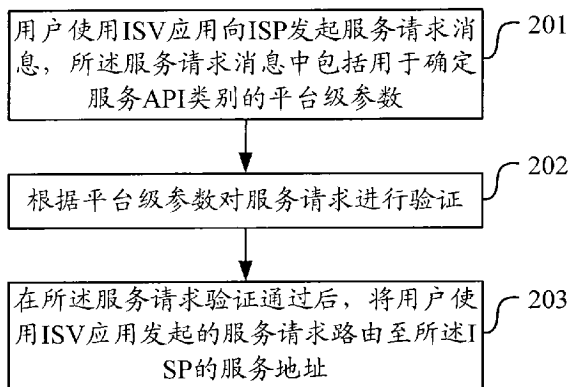 用户使用ISV应用向ISP发起服务请求消
息，所述服务请求消息中包括用于确定
服务API类别的平台级参数
201
根据平台级参数对服务请求进行验证
202
在所述服务请求验证通过后，将用户使
用ISV应用发起的服务请求路由至所述I
SP的服务地址
203